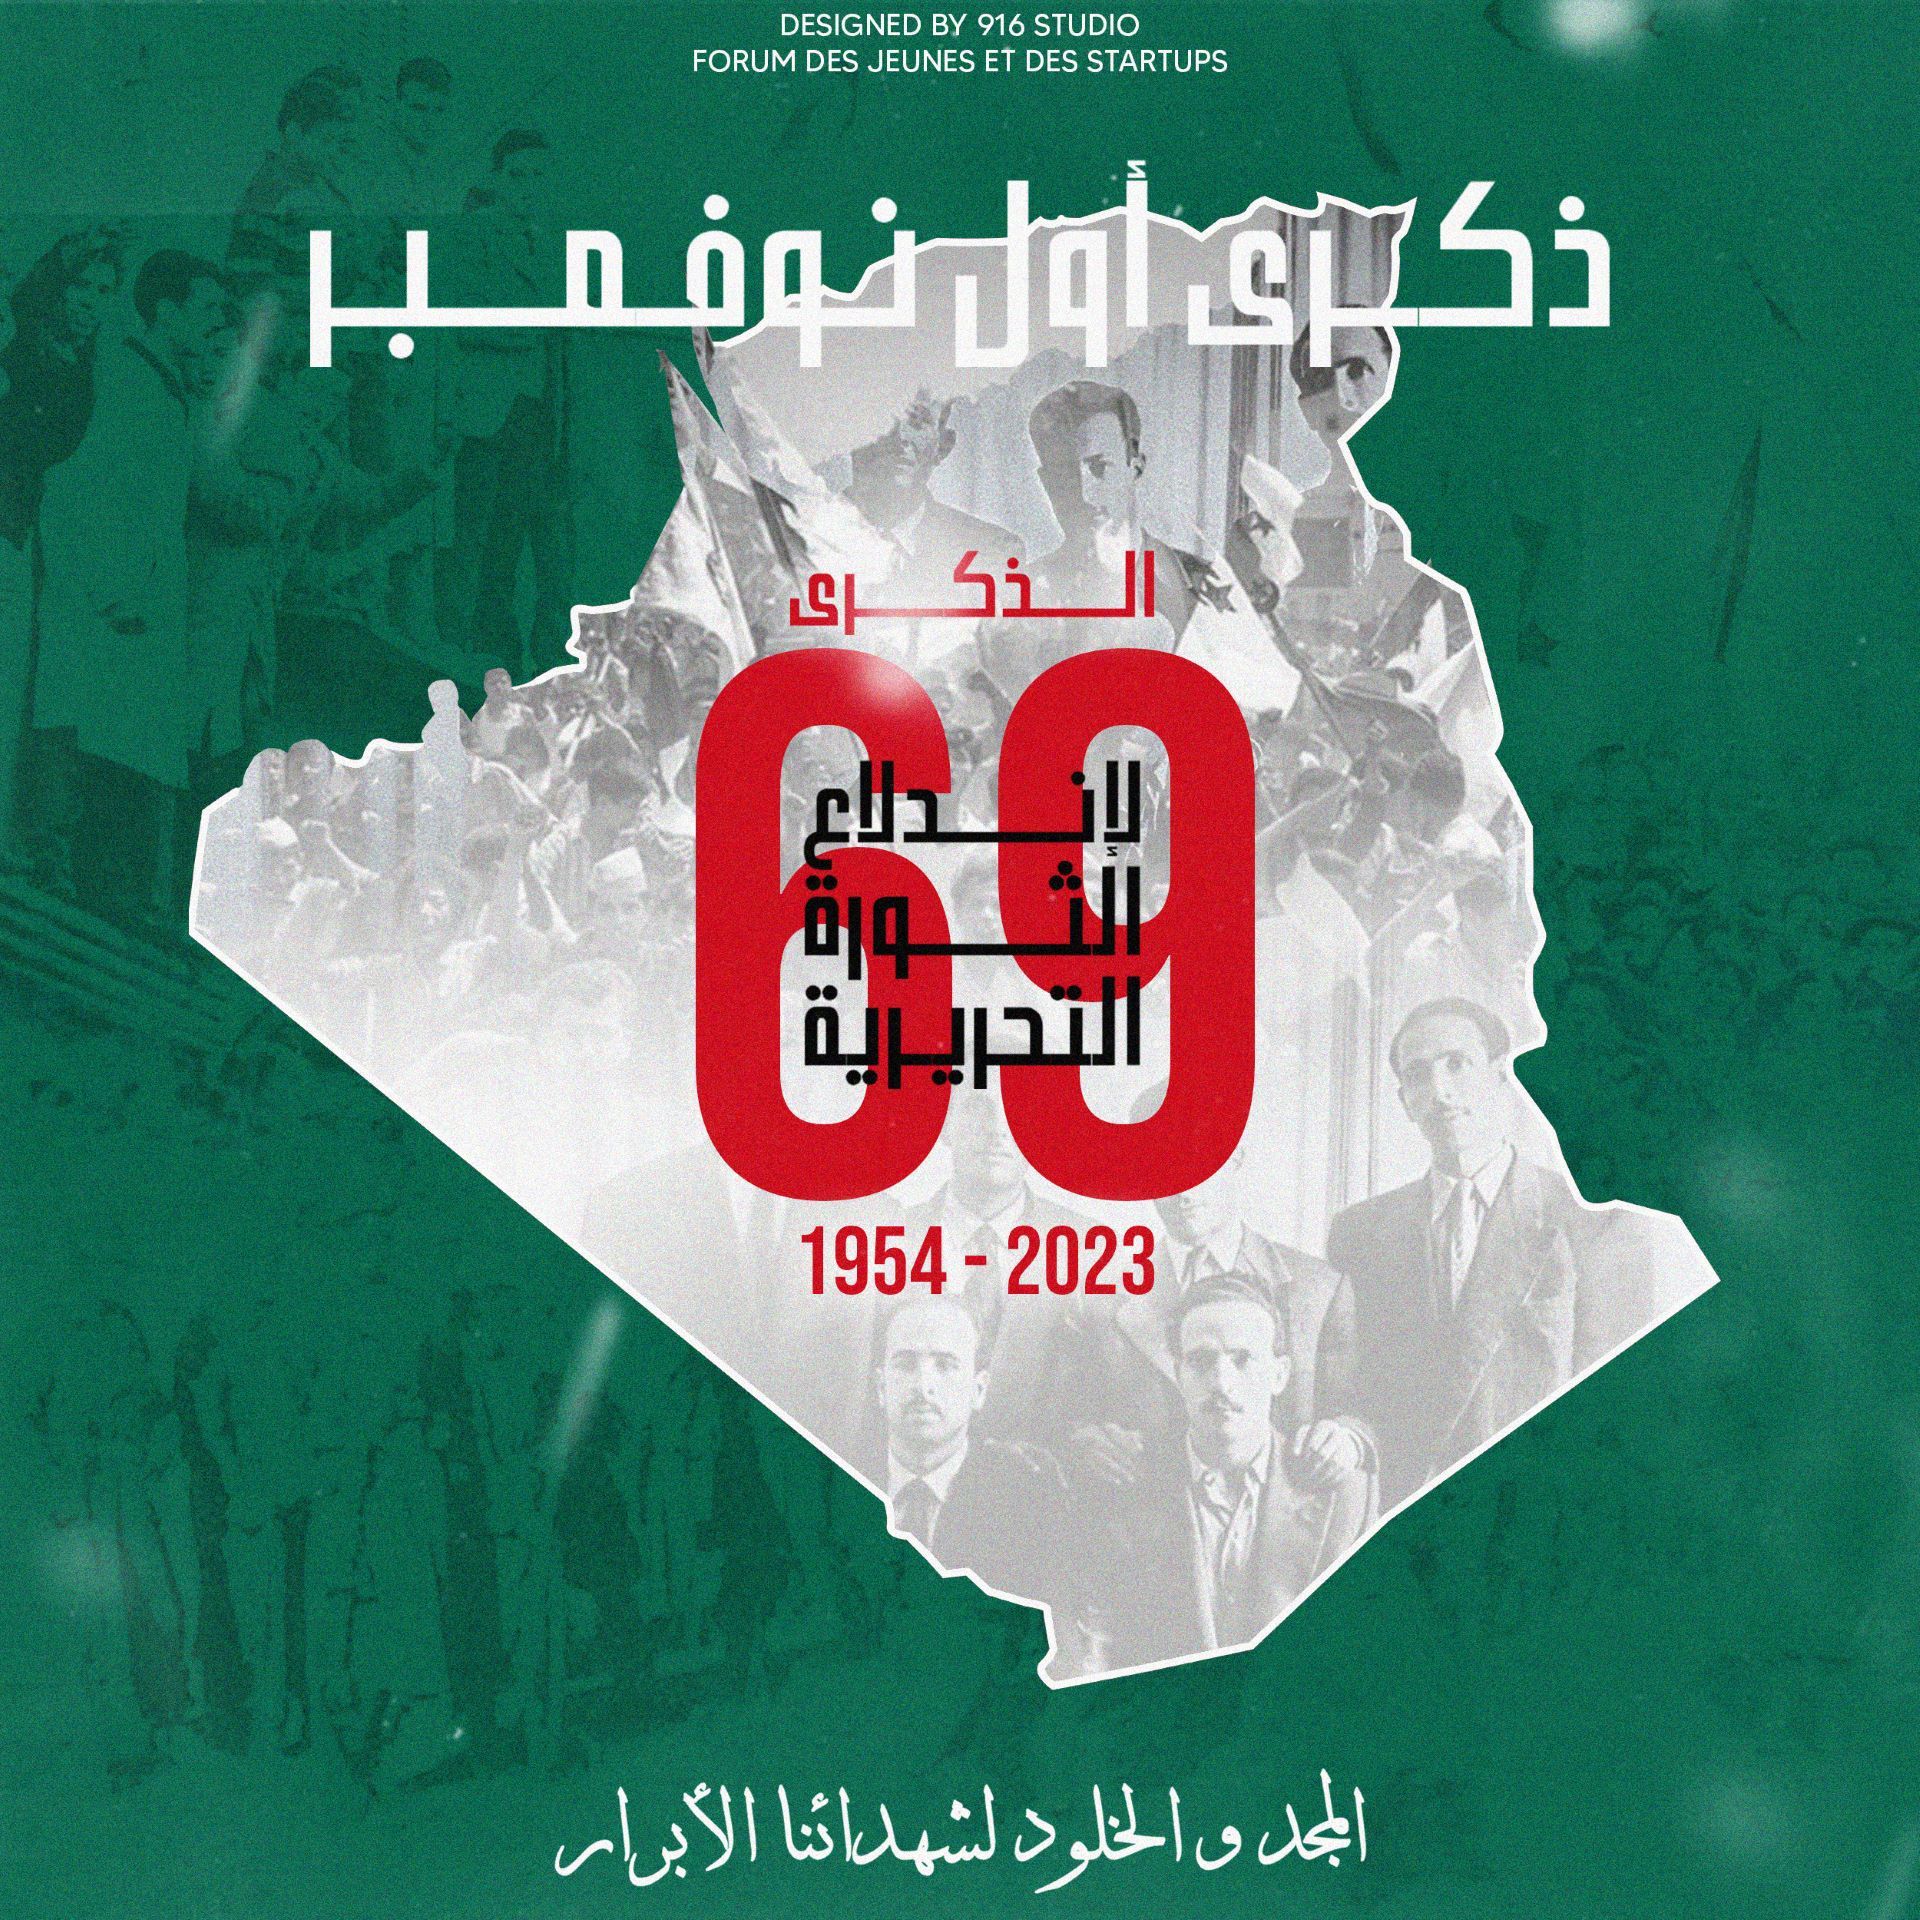 DESIGNED BY 916 STUDIO
FORUM DES JEUNES ET DES STARTUPS
ذكرى أول نوفمبر
الذكرى
69
لإندلاع
الثورة
التحريرية
1954 - 2023
المجد و الخلود لشهدائنا الأبرار